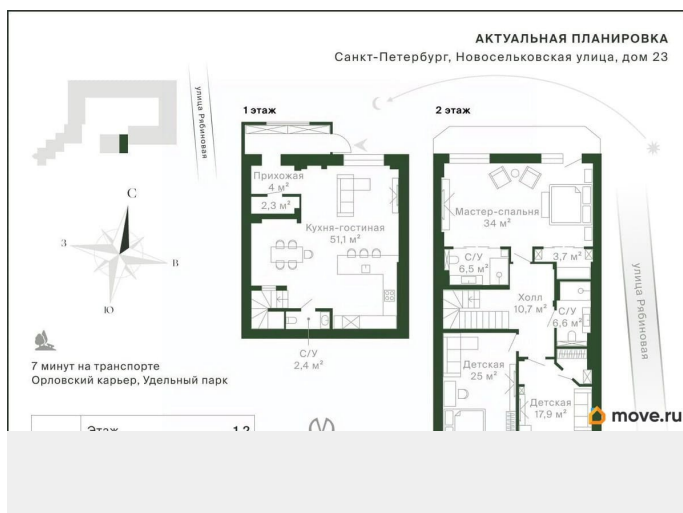 АКТУАЛЬНАЯ ПЛАНИРОВКА
Санкт-Петербург, Новосельковская улица, дом 23
улица Рябиновая
1 этаж
2 этаж
Прихожая
4 м²
2,3 м²
Кухня-гостиная
51,1 м²
С/У
2,4 м²
Мастер-спальня
34 м²
С/У
6,5 м²
3,7 м²
Холл
10,7 м²
С/У
6,6 м²
Детская
25 м²
Детская
17,9 м²
улица Рябиновая
С
З
В
Ю
7 минут на транспорте
Орловский карьер, Удельный парк
Этаж 1,2
move.ru